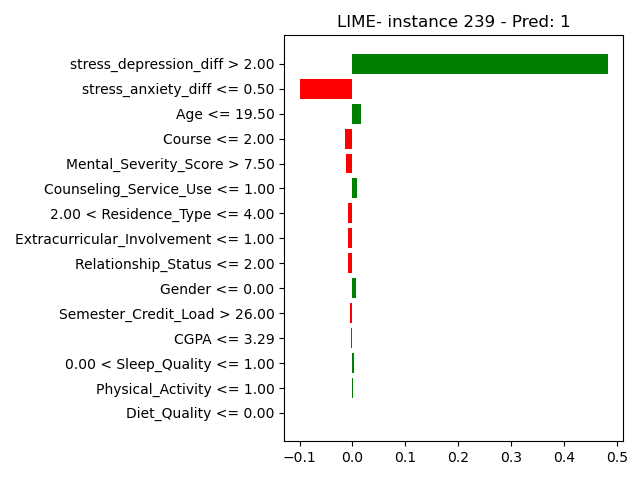 LIME- instance 239 - Pred: 1
stress_depression_diff > 2.00
stress_anxiety_diff <= 0.50
Age <= 19.50
Course <= 2.00
Mental_Severity_Score > 7.50
Counseling_Service_Use <= 1.00
2.00 < Residence_Type <= 4.00
Extracurricular_Involvement <= 1.00
Relationship_Status <= 2.00
Gender <= 0.00
Semester_Credit_Load > 26.00
CGPA <= 3.29
0.00 < Sleep_Quality <= 1.00
Physical_Activity <= 1.00
Diet_Quality <= 0.00
−0.1 0.0 0.1 0.2 0.3 0.4 0.5